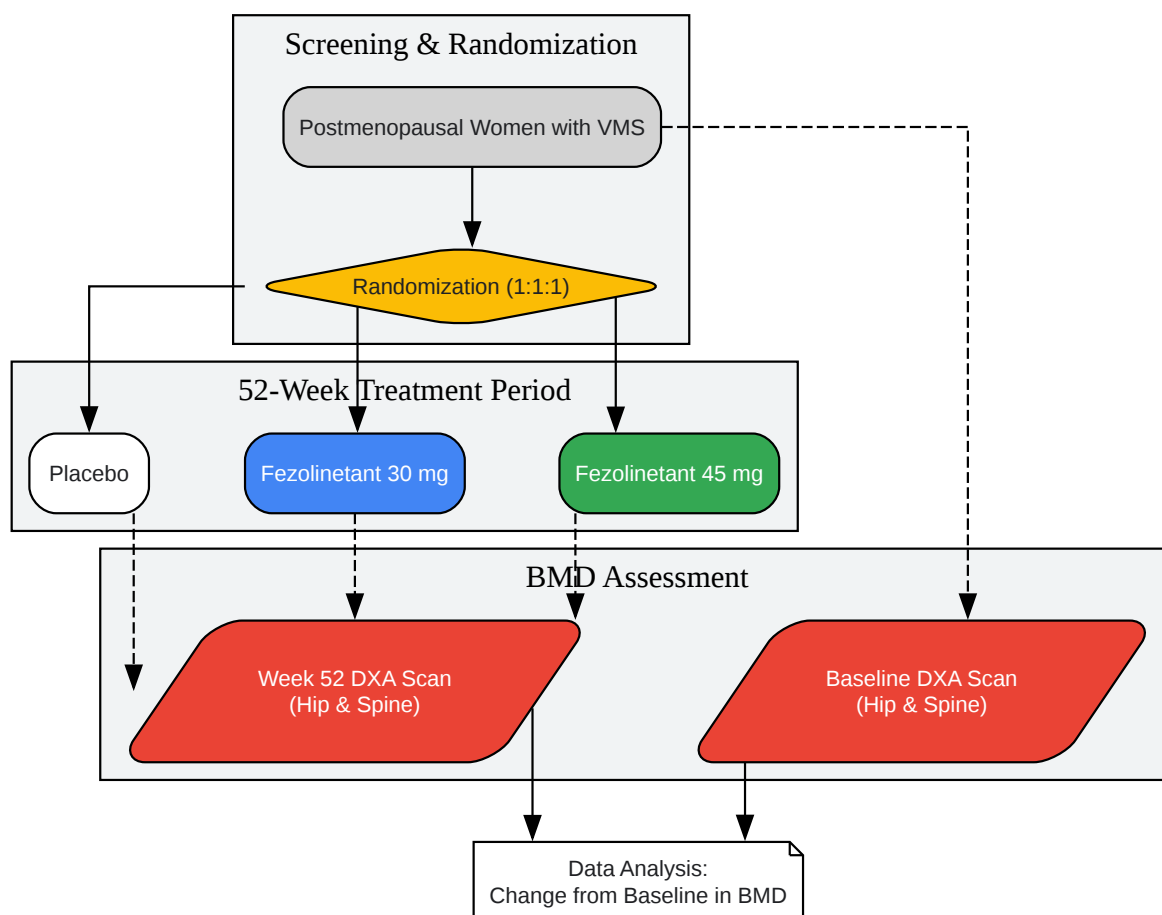 Screening & Randomization
Postmenopausal Women with VMS
Randomization (1:1:1)
52-Week Treatment Period
Placebo
Fezolinetant 30 mg
Fezolinetant 45 mg
BMD Assessment
Week 52 DXA Scan
(Hip & Spine)
Baseline DXA Scan
(Hip & Spine)
Data Analysis:
Change from Baseline in BMD